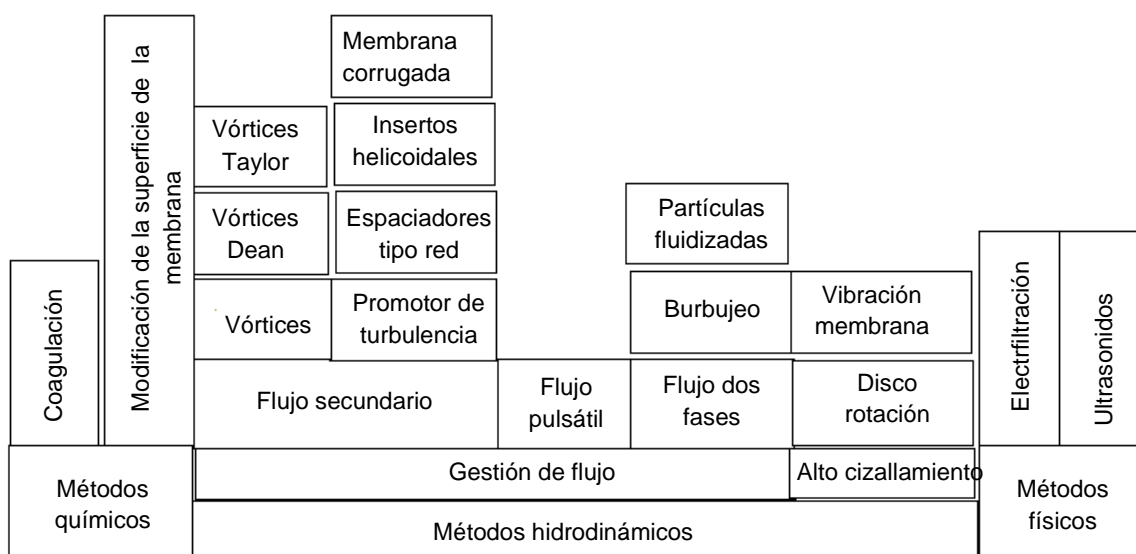 Membrana
corrugada
Vórtices
Taylor
Insertos
helicoidales
Vórtices
Dean
Espaciadores
tipo red
Partículas
fluidizadas
Vórtices
Promotor de
turbulencia
Burbujeo
Vibración
membrana
Coagulación
Modificación de la superficie de la
membrana
Flujo secundario
Flujo
pulsátil
Flujo dos
fases
Disco
rotación
Electrfiltración
Ultrasonidos
Métodos
químicos
Gestión de flujo
Alto cizallamiento
Métodos hidrodinámicos
Métodos
físicos